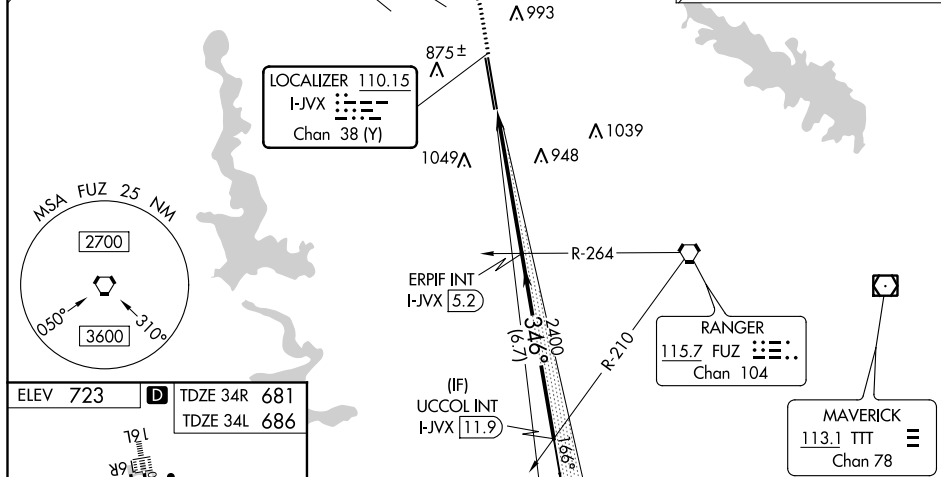 993
875±
LOCALIZER 110.15
I-JVX
Chan 38 (Y)
1039
1049
948
MSA FUZ 25 NM
2700
050°
310°
3600
R-264
ERPIF INT
I-JVX 5.2
2400
346°
(6.7)
R-210
RANGER
115.7 FUZ
Chan 104
(IF)
UCCOL INT
I-JVX 11.9
166°
MAVERICK
113.1 TTT
Chan 78
ELEV 723
D
TDZE 34R 681
TDZE 34L 686
16L